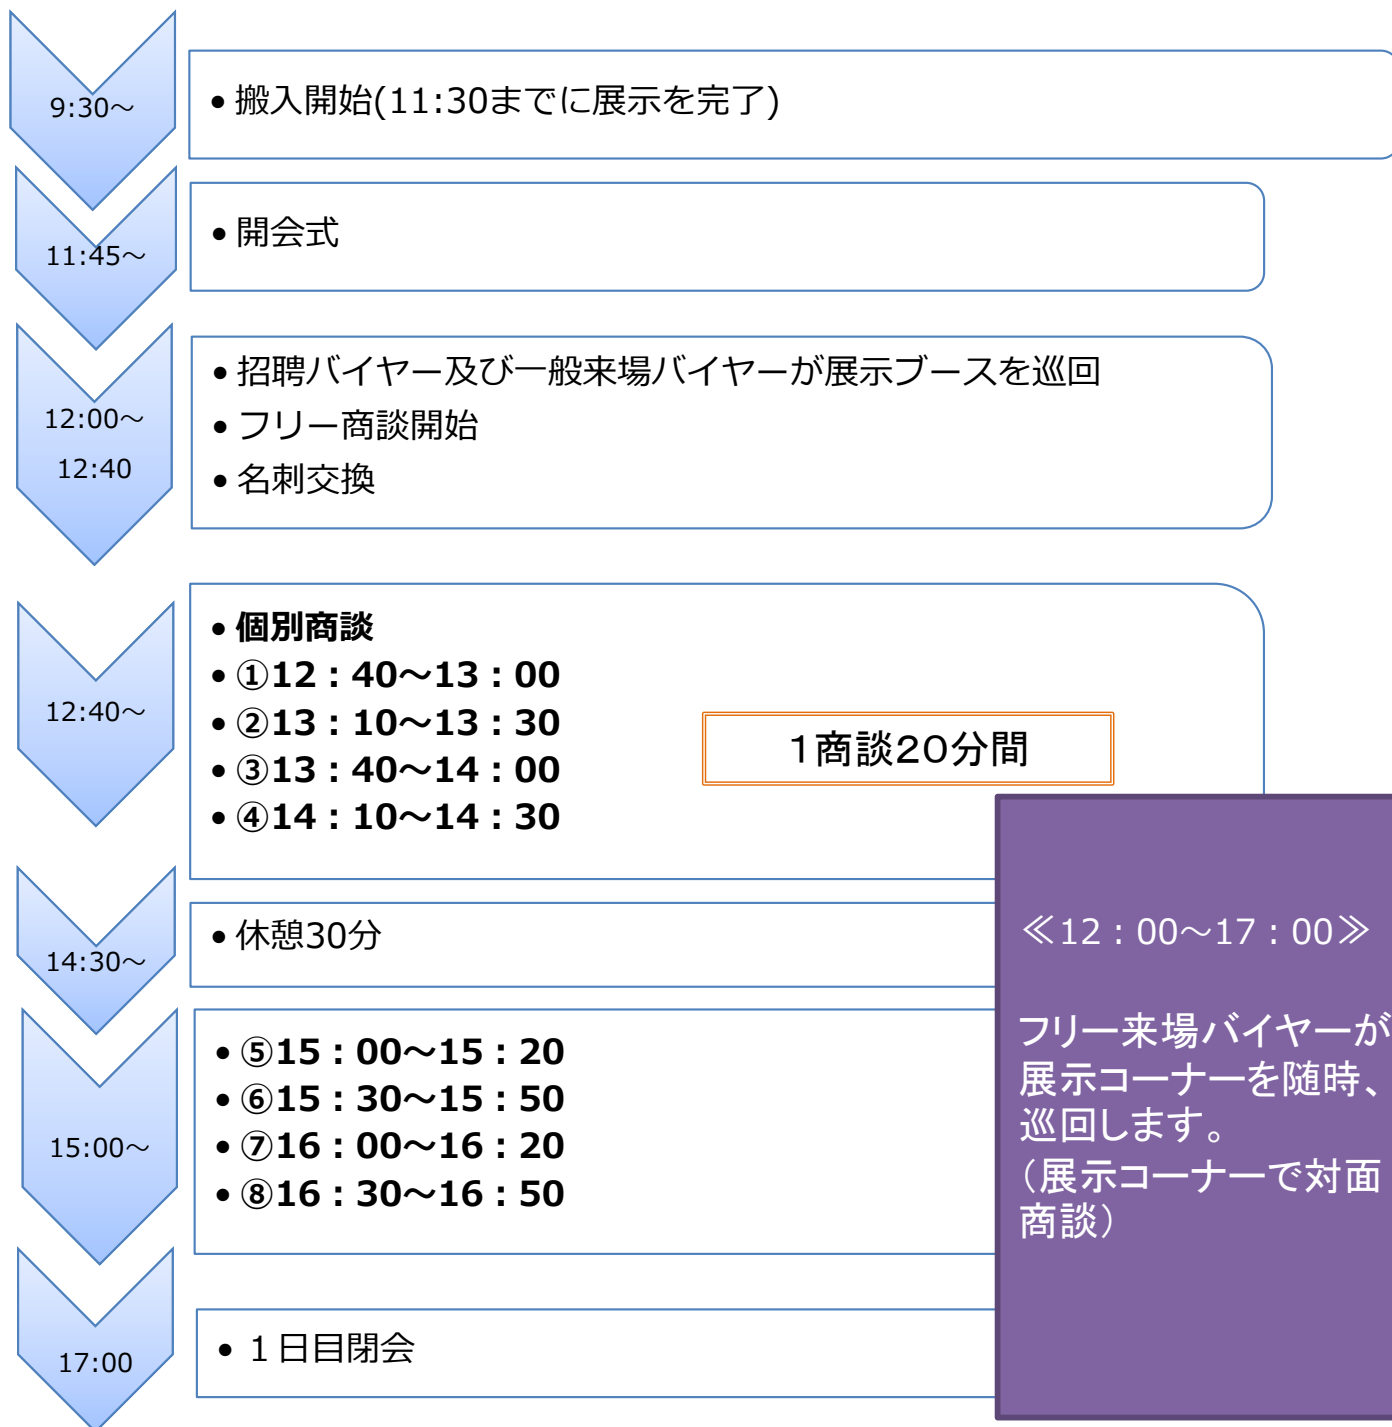 9:30～
• 搬入開始(11:30までに展示を完了)
11:45～
• 開会式
12:00～
12:40
• 招聘バイヤー及び一般来場バイヤーが展示ブースを巡回
• フリー商談開始
• 名刺交換
12:40～
• 個別商談
• ①12：40～13：00
• ②13：10～13：30
• ③13：40～14：00
• ④14：10～14：30
１商談２０分間
14:30～
• 休憩30分
15:00～
• ⑤15：00～15：20
• ⑥15：30～15：50
• ⑦16：00～16：20
• ⑧16：30～16：50
≪12：00～17：00≫
フリー来場バイヤーが
展示コーナーを随時、
巡回します。
（展示コーナーで対面
商談）
17:00
• １日目閉会